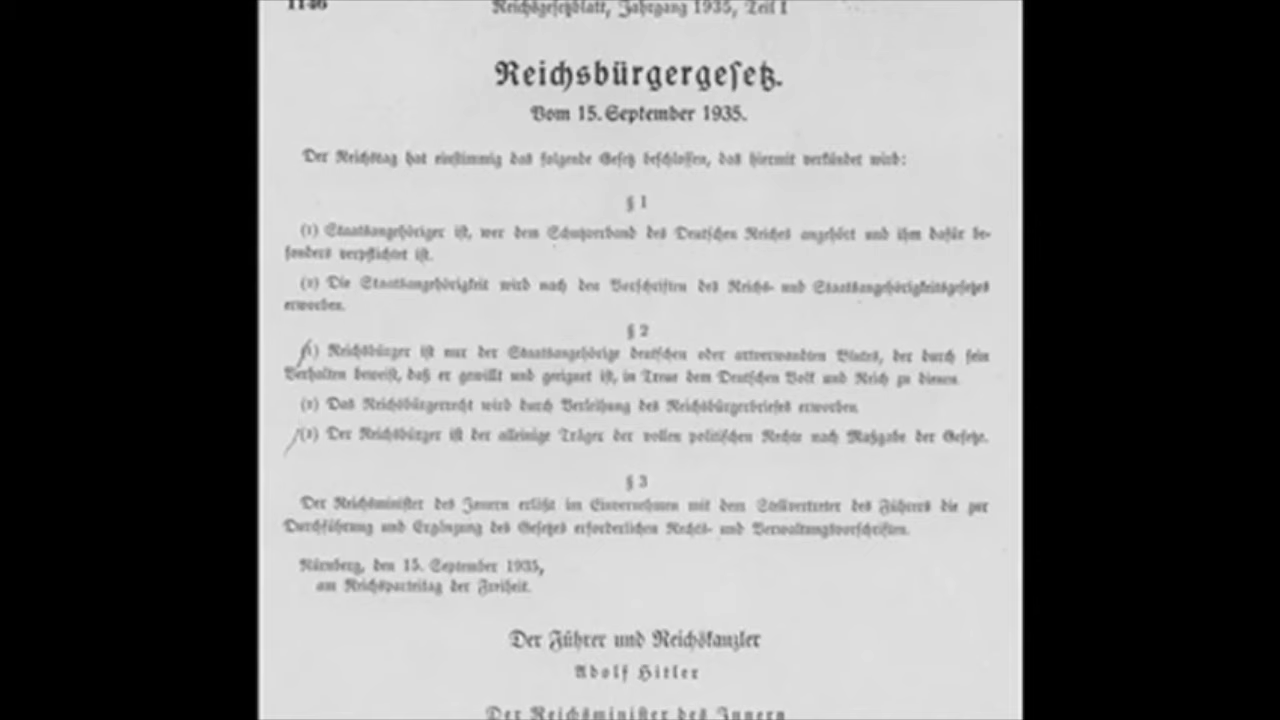 1146 Reichsgesetzblatt, Jahrgang 1935, Teil I
Reichsbürgergesetz.
Vom 15. September 1935.
Der Reichstag hat einstimmig das folgende Gesetz beschlossen, das hiermit verkündet wird:
§ 1
(1) Staatsangehöriger ist, wer dem Schutzverband des Deutschen Reiches angehört und ihm dafür be-
sonders verpflichtet ist.
(2) Die Staatsangehörigkeit wird nach den Vorschriften des Reichs- und Staatsangehörigkeitsgesetzes
erworben.
§ 2
(1) Reichsbürger ist nur der Staatsangehörige deutschen oder artverwandten Blutes, der durch sein
Verhalten beweist, daß er gewillt und geeignet ist, in Treue dem Deutschen Volk und Reich zu dienen.
(2) Das Reichsbürgerrecht wird durch Verleihung des Reichsbürgerbriefes erworben.
(3) Der Reichsbürger ist der alleinige Träger der vollen politischen Rechte nach Maßgabe der Gesetze.
§ 3
Der Reichsminister des Innern erläßt im Einvernehmen mit dem Stellvertreter des Führers die zur
Durchführung und Ergänzung des Gesetzes erforderlichen Rechts- und Verwaltungsvorschriften.
Nürnberg, den 15. September 1935,
am Reichsparteitag der Freiheit.
Der Führer und Reichskanzler
Adolf Hitler
Der Reichsminister des Innern